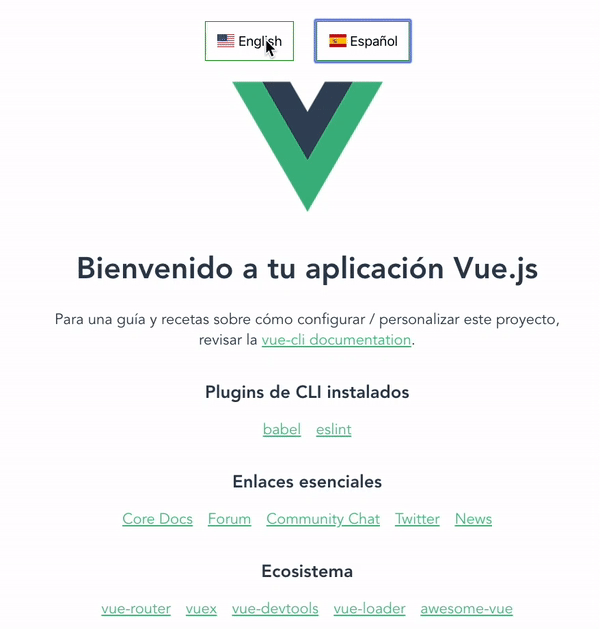 English Español
Bienvenido a tu aplicación Vue.js
Para una guía y recetas sobre cómo configurar / personalizar este proyecto,
revisar la vue-cli documentation.
Plugins de CLI instalados
babel eslint
Enlaces esenciales
Core Docs Forum Community Chat Twitter News
Ecosistema
vue-router vuex vue-devtools vue-loader awesome-vue